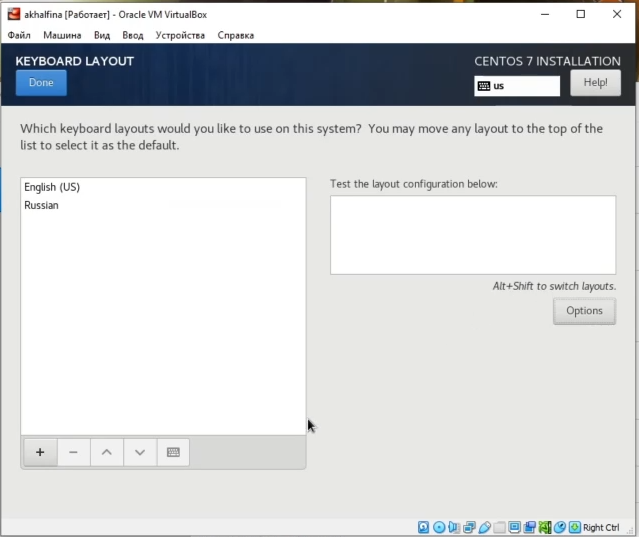 akhalfina [Работает] - Oracle VM VirtualBox
Файл Машина Вид Ввод Устройства Справка
KEYBOARD LAYOUT
CENTOS 7 INSTALLATION
Done
us
Help!
Which keyboard layouts would you like to use on this system? You may move any layout to the top of the
list to select it as the default.
English (US)
Russian
Test the layout configuration below:
Alt+Shift to switch layouts.
Options
Right Ctrl